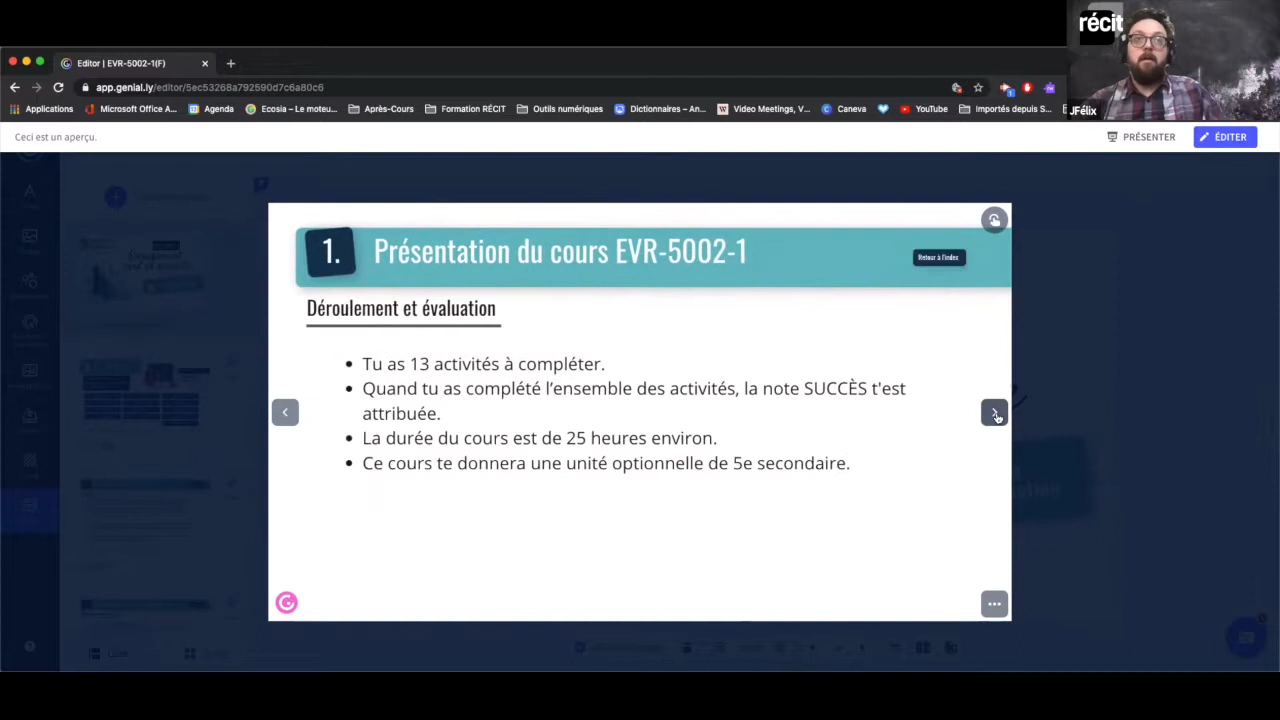 récit
Editor | EVR-5002-1(F)
app.genial.ly/editor/5ec53268a792590d7c6a80c6
Applications
Microsoft Office A...
Agenda
Ecosia – Le moteu...
Après-Cours
Formation RÉCIT
Outils numériques
Dictionnaires – An...
Video Meetings, V...
Caneva
YouTube
Importés depuis S...
JFélix
Ceci est un aperçu.
PRÉSENTER
ÉDITER
1.
Présentation du cours EVR-5002-1
Retour à l'index
Déroulement et évaluation
• Tu as 13 activités à compléter.
• Quand tu as complété l’ensemble des activités, la note SUCCÈS t'est
attribuée.
• La durée du cours est de 25 heures environ.
• Ce cours te donnera une unité optionnelle de 5e secondaire.